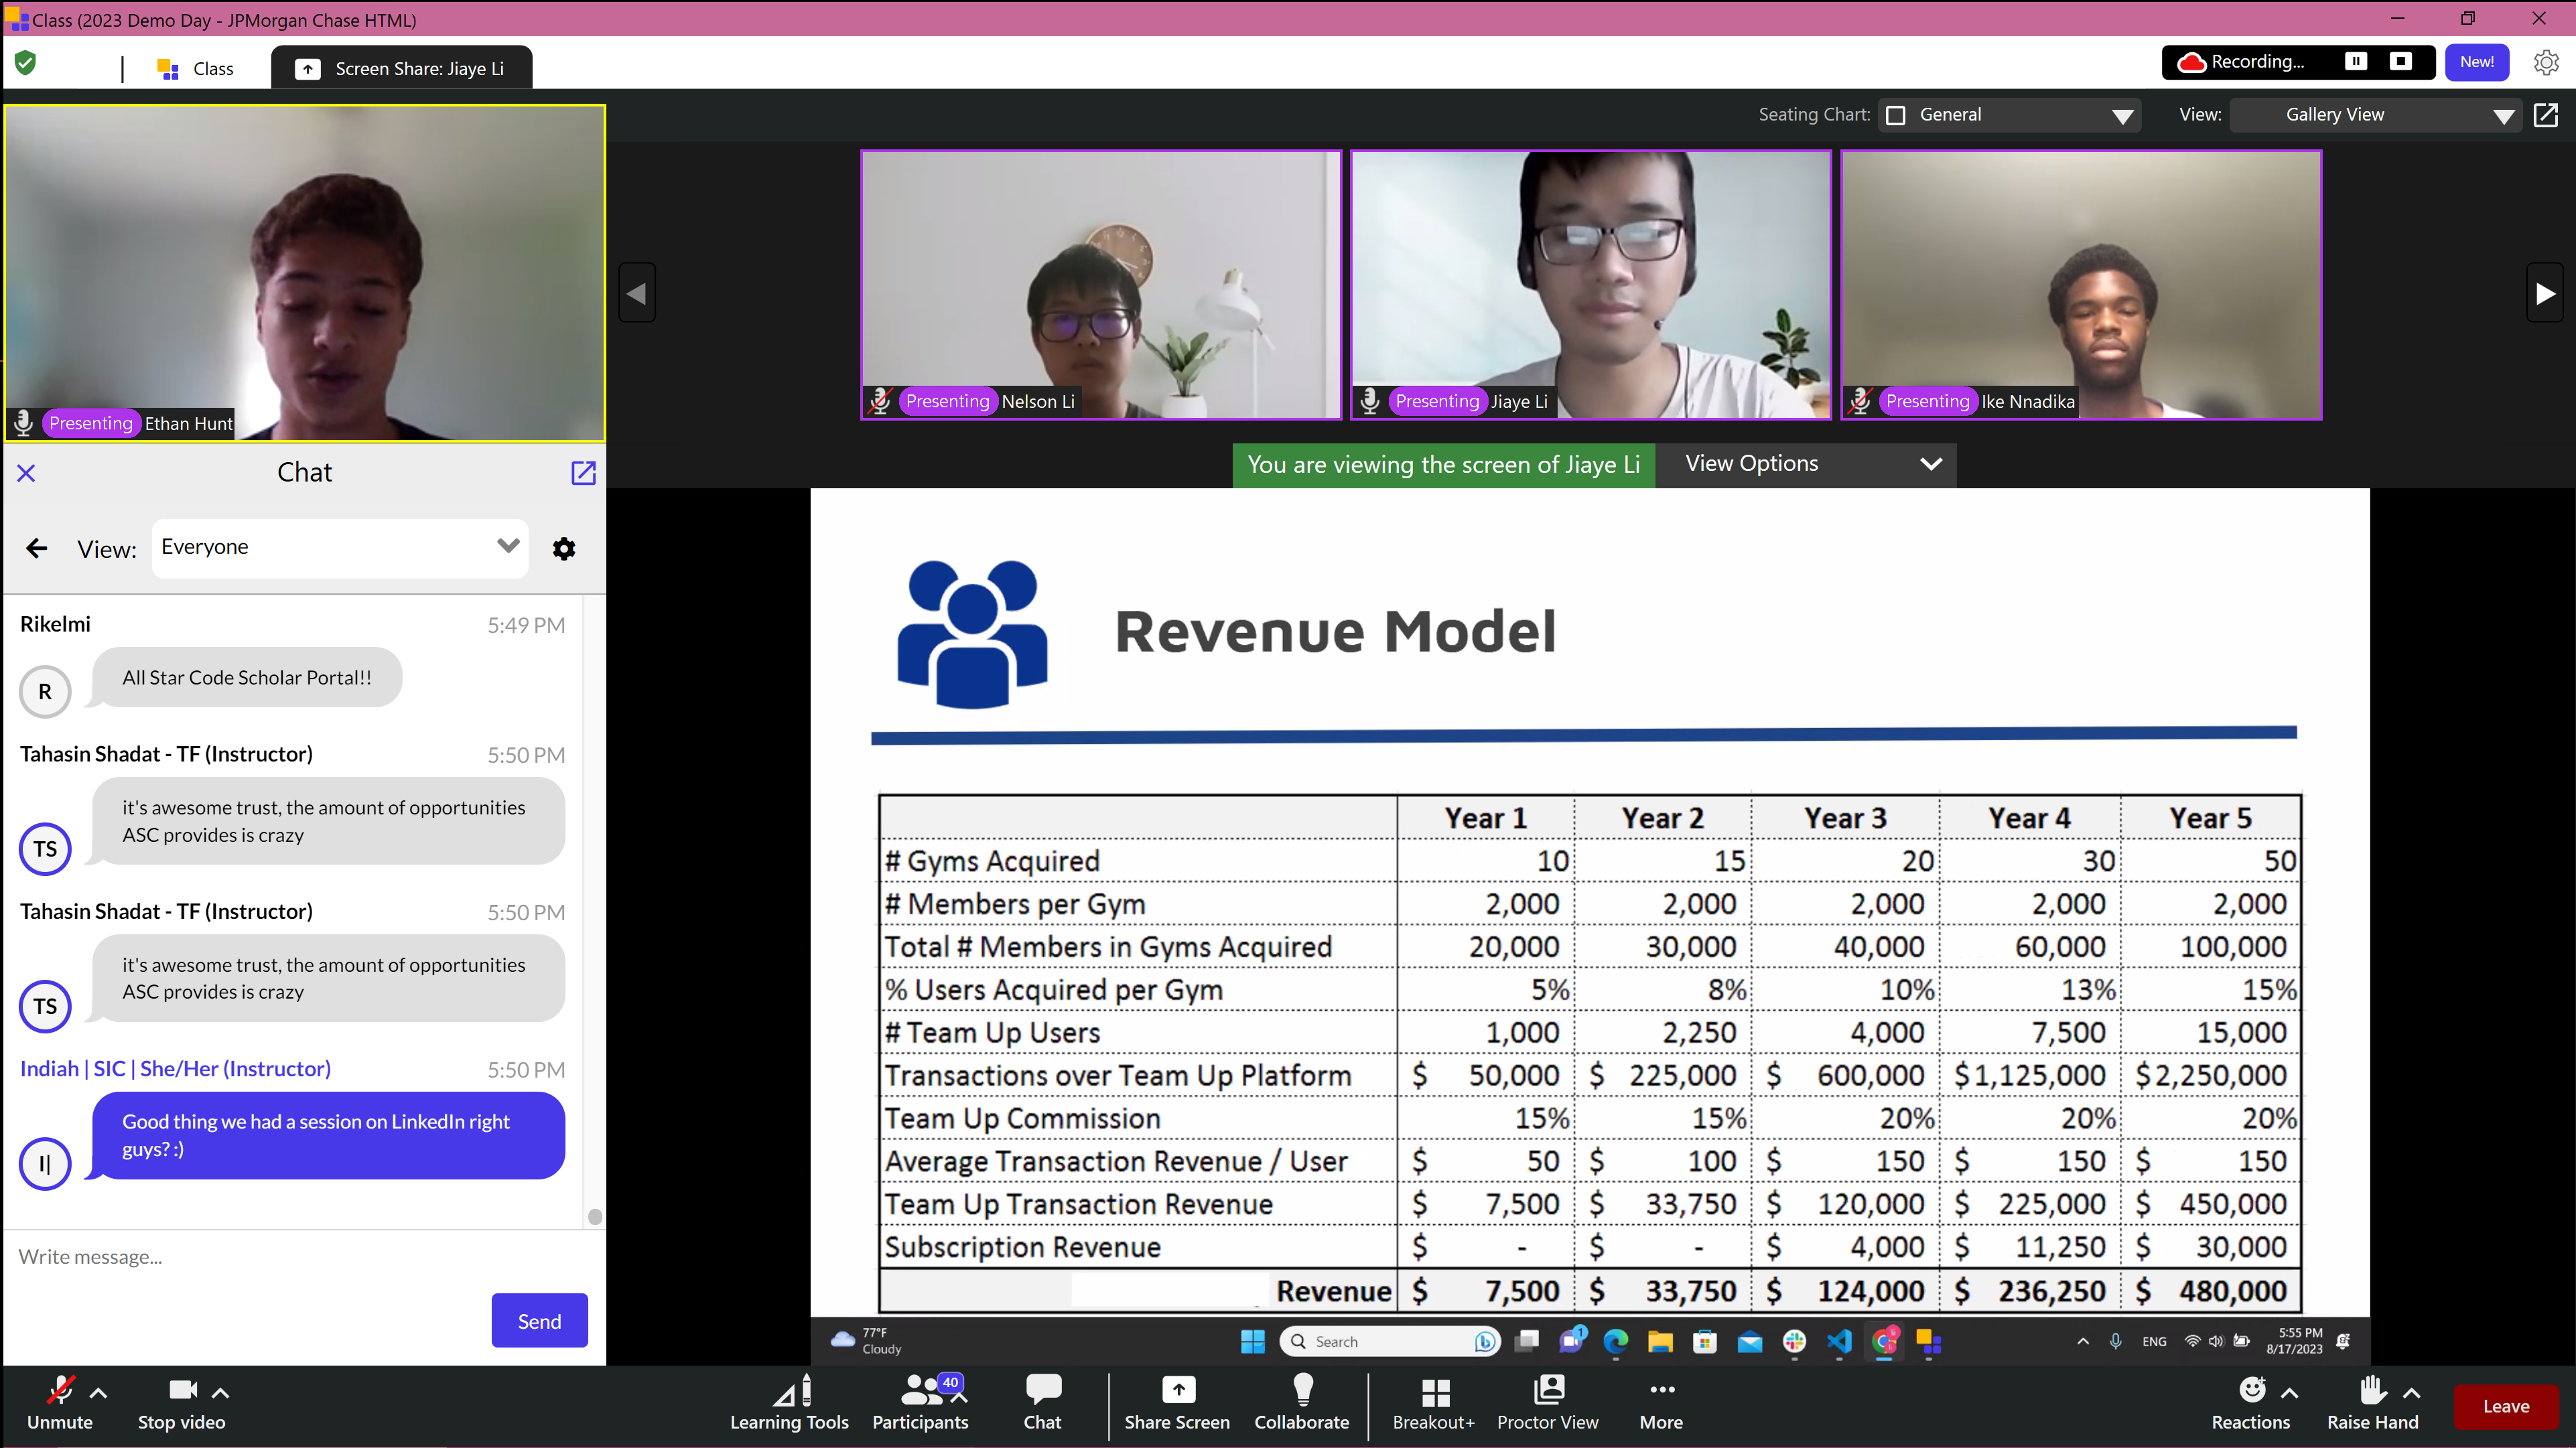 Class (2023 Demo Day - JPMorgan Chase HTML)
Class
Screen Share: Jiaye Li
Recording...
New!
Seating Chart:
General
View:
Gallery View
Presenting Ethan Hunt
Presenting Nelson Li
Presenting Jiaye Li
Presenting Ike Nnadika
You are viewing the screen of Jiaye Li
View Options
Chat
View:
Everyone
Rikelmi 5:49 PM
R
All Star Code Scholar Portal!!
Tahasin Shadat - TF (Instructor) 5:50 PM
TS
it's awesome trust, the amount of opportunities
ASC provides is crazy
Tahasin Shadat - TF (Instructor) 5:50 PM
TS
it's awesome trust, the amount of opportunities
ASC provides is crazy
Indiah | SIC | She/Her (Instructor) 5:50 PM
I|
Good thing we had a session on LinkedIn right
guys? :)
Write message...
Send
Revenue Model
Year 1 Year 2 Year 3 Year 4 Year 5
# Gyms Acquired 10 15 20 30 50
# Members per Gym 2,000 2,000 2,000 2,000 2,000
Total # Members in Gyms Acquired 20,000 30,000 40,000 60,000 100,000
% Users Acquired per Gym 5% 8% 10% 13% 15%
# Team Up Users 1,000 2,250 4,000 7,500 15,000
Transactions over Team Up Platform $ 50,000 $ 225,000 $ 600,000 $1,125,000 $2,250,000
Team Up Commission 15% 15% 20% 20% 20%
Average Transaction Revenue / User $ 50 $ 100 $ 150 $ 150 $ 150
Team Up Transaction Revenue $ 7,500 $ 33,750 $ 120,000 $ 225,000 $ 450,000
Subscription Revenue $ - $ - $ 4,000 $ 11,250 $ 30,000
Revenue $ 7,500 $ 33,750 $ 124,000 $ 236,250 $ 480,000
77°F
Cloudy
Search
1
ENG
5:55 PM
8/17/2023
Unmute
Stop video
Learning Tools
Participants
40
Chat
Share Screen
Collaborate
Breakout+
Proctor View
More
Reactions
Raise Hand
Leave